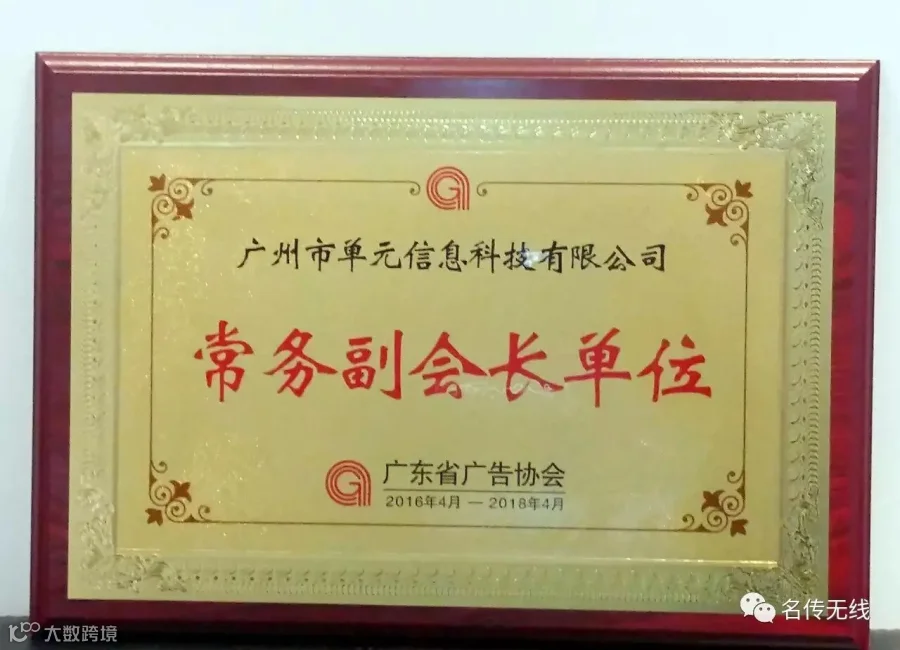 广州市单元信息科技有限公司
常务副会长单位
广东省广告协会
2016年4月 — 2018年4月
名传无线
大数跨境